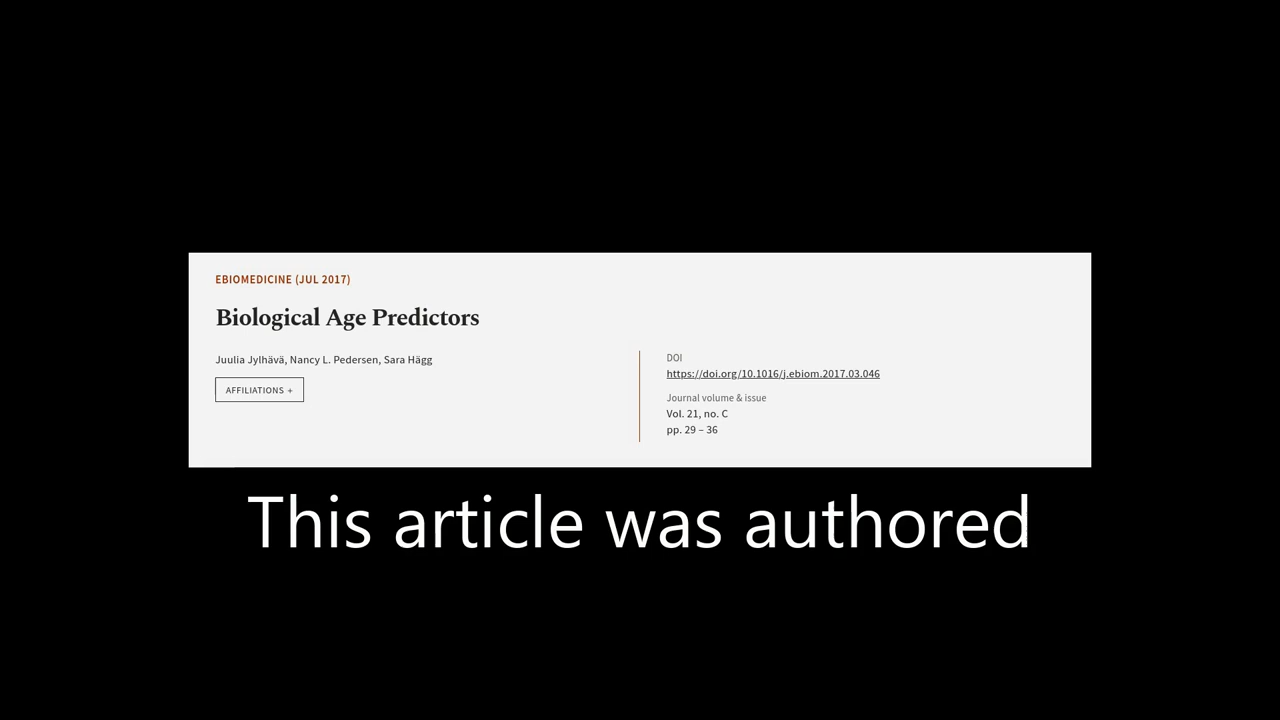 EBIOMEDICINE (JUL 2017)
Biological Age Predictors
Juulia Jylhävä, Nancy L. Pedersen, Sara Hägg
AFFILIATIONS +
DOI
https://doi.org/10.1016/j.ebiom.2017.03.046
Journal volume & issue
Vol. 21, no. C
pp. 29 – 36
This article was authored